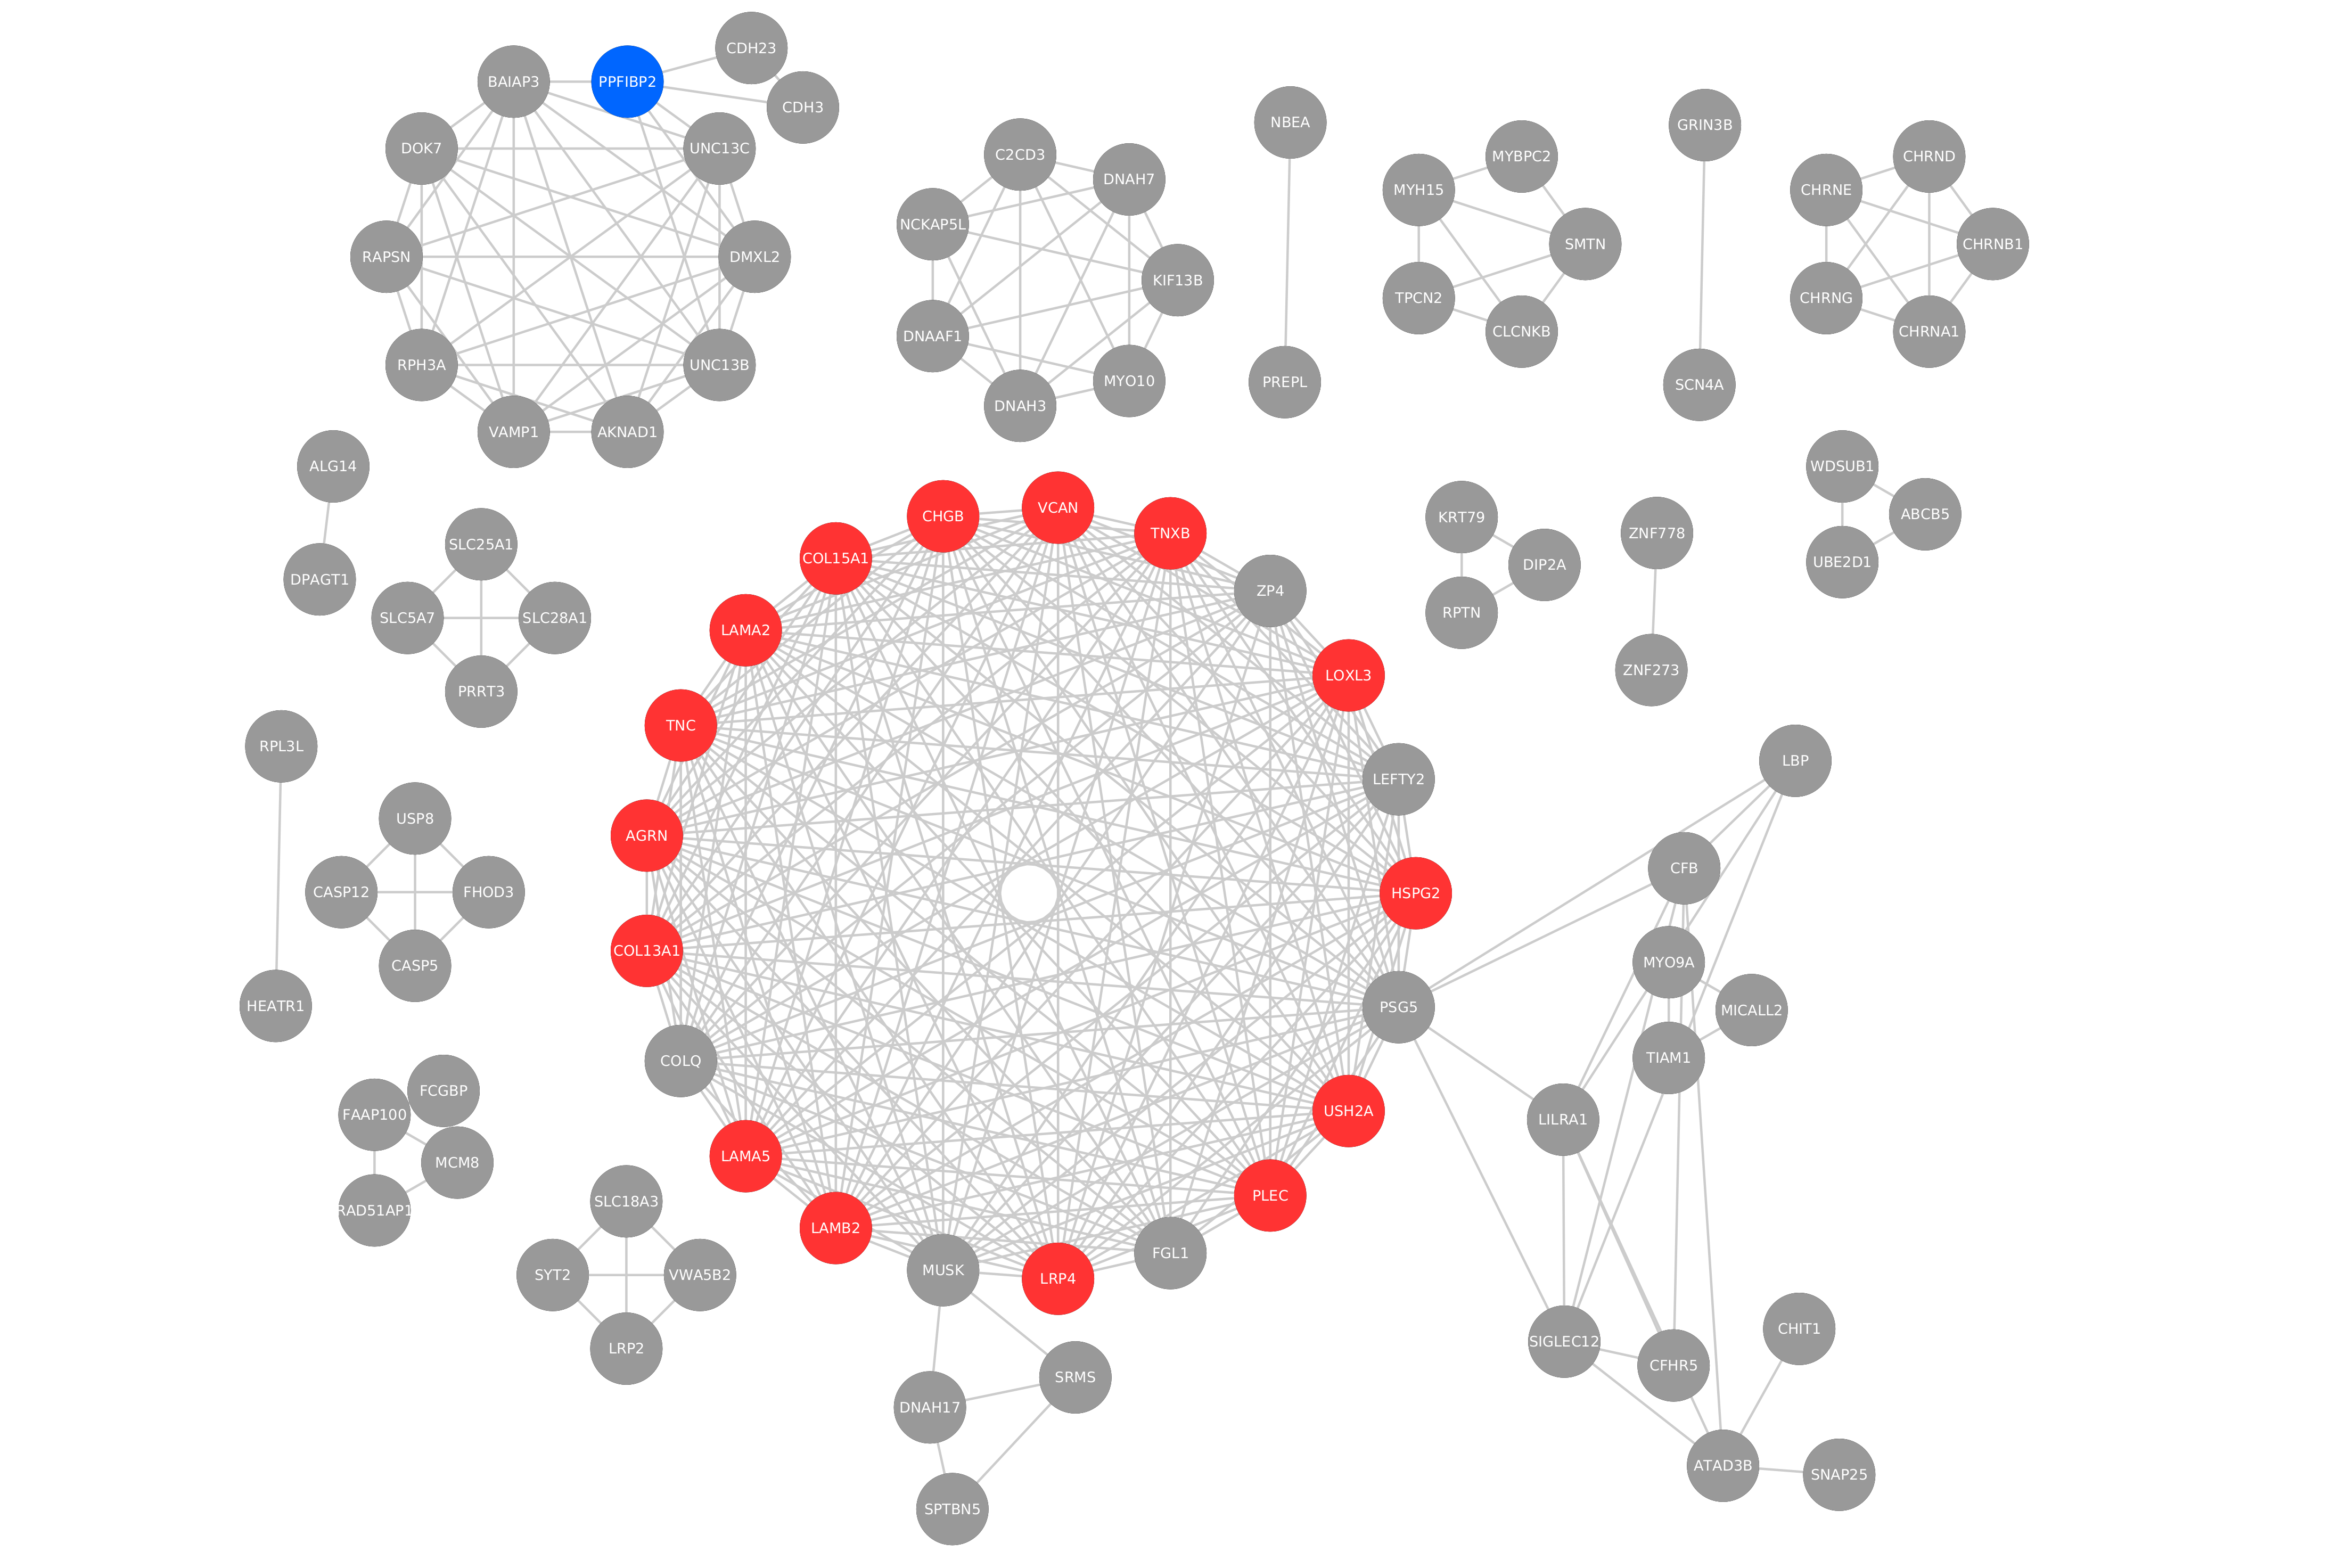 CDH23
BAIAP3
PPFIBP2
CDH3
DOK7
UNC13C
RAPSN
DMXL2
RPH3A
UNC13B
VAMP1
AKNAD1
C2CD3
DNAH7
NCKAP5L
KIF13B
DNAAF1
MYO10
DNAH3
NBEA
PREPL
MYBPC2
MYH15
SMTN
TPCN2
CLCNKB
GRIN3B
SCN4A
CHRND
CHRNE
CHRNB1
CHRNG
CHRNA1
ALG14
DPAGT1
SLC25A1
SLC5A7
SLC28A1
PRRT3
CHGB
VCAN
TNXB
COL15A1
ZP4
LAMA2
LOXL3
TNC
LEFTY2
AGRN
HSPG2
COL13A1
PSG5
COLQ
USH2A
LAMA5
PLEC
LAMB2
FGL1
MUSK
LRP4
KRT79
DIP2A
RPTN
ZNF778
ZNF273
WDSUB1
ABCB5
UBE2D1
RPL3L
HEATR1
USP8
CASP12
FHOD3
CASP5
LBP
CFB
MYO9A
MICALL2
TIAM1
LILRA1
SIGLEC12
CFHR5
CHIT1
ATAD3B
SNAP25
FCGBP
FAAP100
MCM8
RAD51AP1
SLC18A3
SYT2
VWA5B2
LRP2
SRMS
DNAH17
SPTBN5